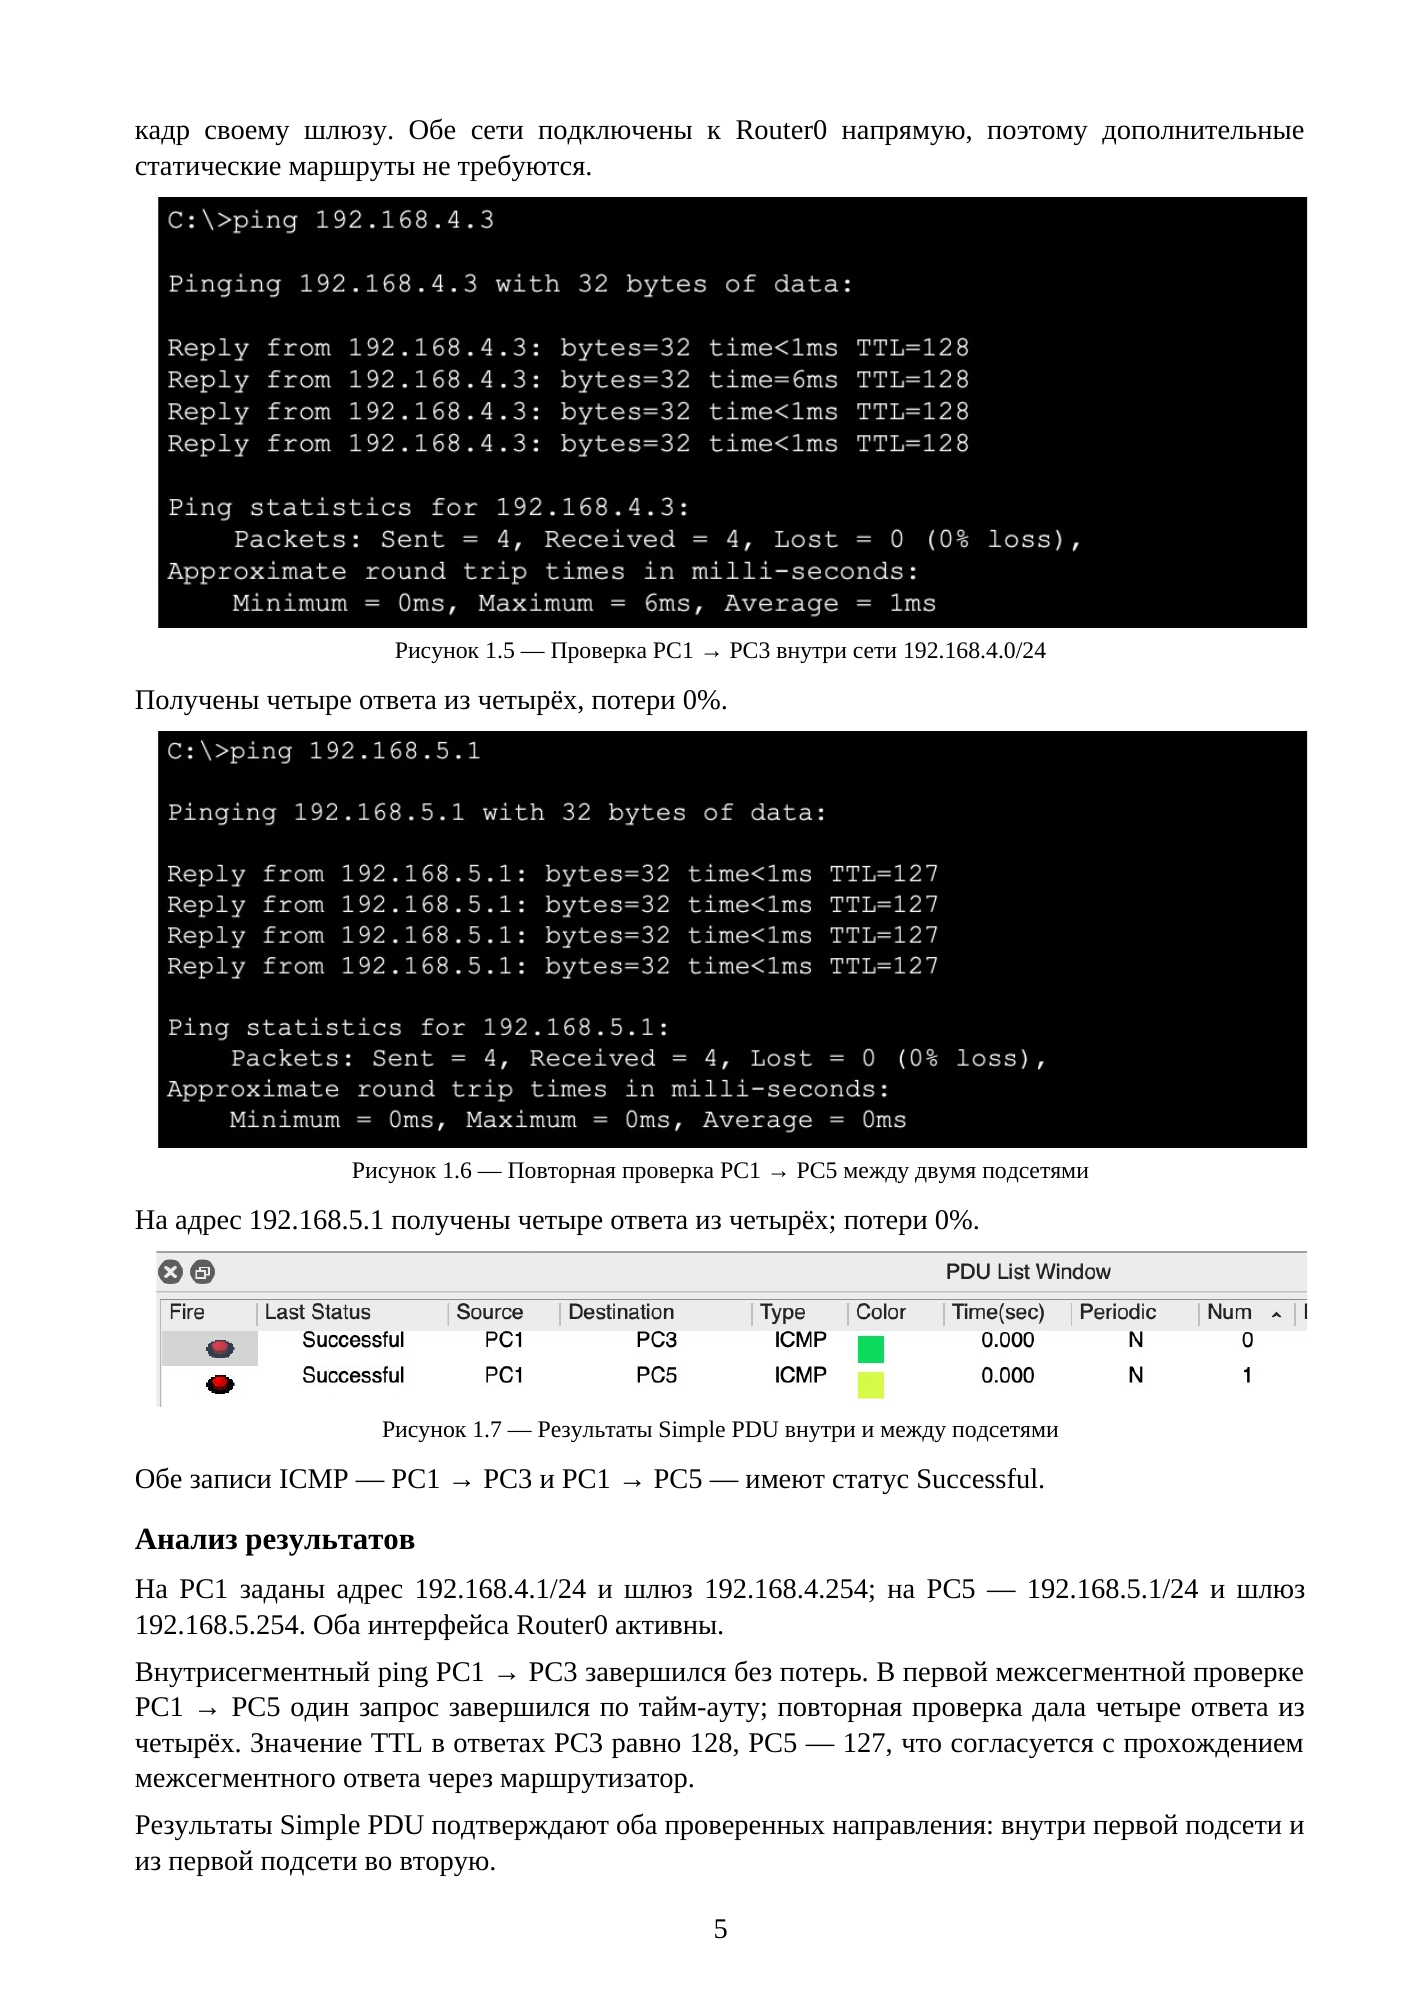 кадр своему шлюзу. Обе сети подключены к Router0 напрямую, поэтому дополнительные
статические маршруты не требуются.
C:\>ping 192.168.4.3
Pinging 192.168.4.3 with 32 bytes of data:
Reply from 192.168.4.3: bytes=32 time<1ms TTL=128
Reply from 192.168.4.3: bytes=32 time=6ms TTL=128
Reply from 192.168.4.3: bytes=32 time<1ms TTL=128
Reply from 192.168.4.3: bytes=32 time<1ms TTL=128
Ping statistics for 192.168.4.3:
Packets: Sent = 4, Received = 4, Lost = 0 (0% loss),
Approximate round trip times in milli-seconds:
Minimum = 0ms, Maximum = 6ms, Average = 1ms
Рисунок 1.5 — Проверка PC1 → PC3 внутри сети 192.168.4.0/24
Получены четыре ответа из четырёх, потери 0%.
C:\>ping 192.168.5.1
Pinging 192.168.5.1 with 32 bytes of data:
Reply from 192.168.5.1: bytes=32 time<1ms TTL=127
Reply from 192.168.5.1: bytes=32 time<1ms TTL=127
Reply from 192.168.5.1: bytes=32 time<1ms TTL=127
Reply from 192.168.5.1: bytes=32 time<1ms TTL=127
Ping statistics for 192.168.5.1:
Packets: Sent = 4, Received = 4, Lost = 0 (0% loss),
Approximate round trip times in milli-seconds:
Minimum = 0ms, Maximum = 0ms, Average = 0ms
Рисунок 1.6 — Повторная проверка PC1 → PC5 между двумя подсетями
На адрес 192.168.5.1 получены четыре ответа из четырёх; потери 0%.
PDU List Window
Fire Last Status Source Destination Type Color Time(sec) Periodic Num
Successful PC1 PC3 ICMP 0.000 N 0
Successful PC1 PC5 ICMP 0.000 N 1
Рисунок 1.7 — Результаты Simple PDU внутри и между подсетями
Обе записи ICMP — PC1 → PC3 и PC1 → PC5 — имеют статус Successful.
Анализ результатов
На PC1 заданы адрес 192.168.4.1/24 и шлюз 192.168.4.254; на PC5 — 192.168.5.1/24 и шлюз
192.168.5.254. Оба интерфейса Router0 активны.
Внутрисегментный ping PC1 → PC3 завершился без потерь. В первой межсегментной проверке
PC1 → PC5 один запрос завершился по тайм-ауту; повторная проверка дала четыре ответа из
четырёх. Значение TTL в ответах PC3 равно 128, PC5 — 127, что согласуется с прохождением
межсегментного ответа через маршрутизатор.
Результаты Simple PDU подтверждают оба проверенных направления: внутри первой подсети и
из первой подсети во вторую.
5